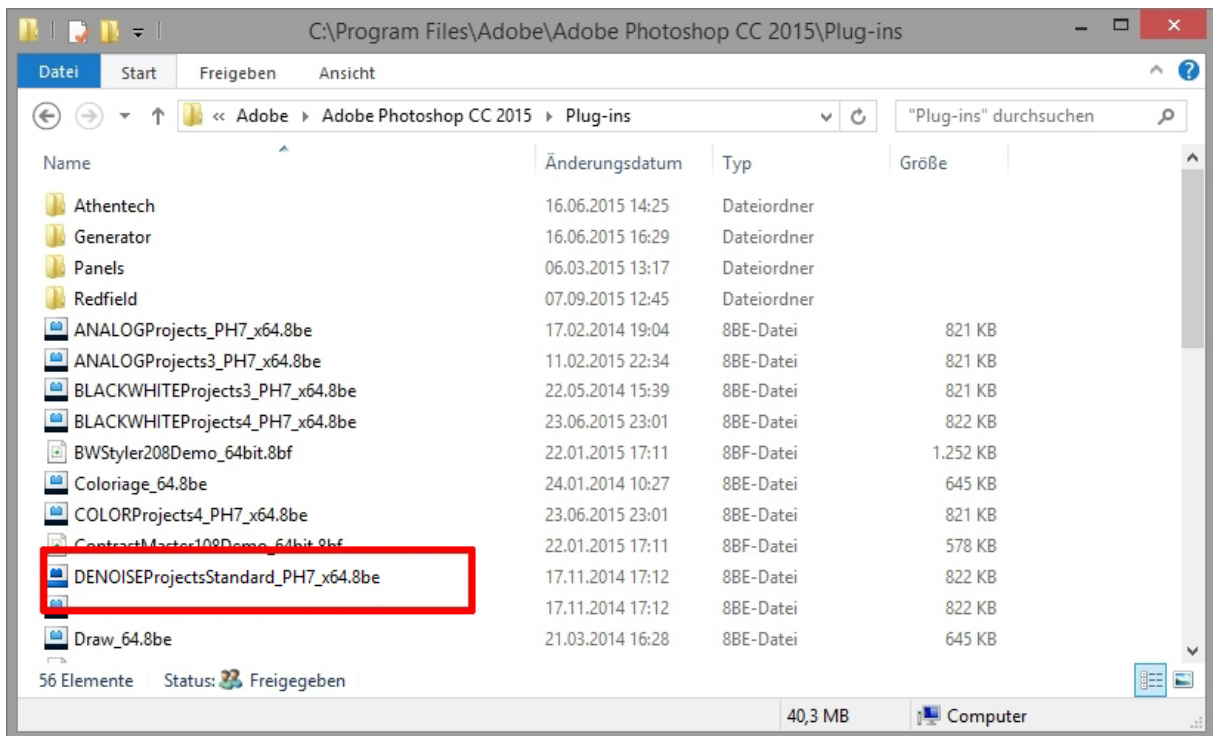 C:\Program Files\Adobe\Adobe Photoshop CC 2015\Plug-ins
Datei Start Freigeben Ansicht
« Adobe Adobe Photoshop CC 2015 Plug-ins "Plug-ins" durchsuchen
Name Änderungsdatum Typ Größe
Athentech 16.06.2015 14:25 Dateiordner
Generator 16.06.2015 16:29 Dateiordner
Panels 06.03.2015 13:17 Dateiordner
Redfield 07.09.2015 12:45 Dateiordner
ANALOGProjects_PH7_x64.8be 17.02.2014 19:04 8BE-Datei 821 KB
ANALOGProjects3_PH7_x64.8be 11.02.2015 22:34 8BE-Datei 821 KB
BLACKWHITEProjects3_PH7_x64.8be 22.05.2014 15:39 8BE-Datei 821 KB
BLACKWHITEProjects4_PH7_x64.8be 23.06.2015 23:01 8BE-Datei 822 KB
BWStyler208Demo_64bit.8bf 22.01.2015 17:11 8BF-Datei 1.252 KB
Coloriage_64.8be 24.01.2014 10:27 8BE-Datei 645 KB
COLORProjects4_PH7_x64.8be 23.06.2015 23:01 8BE-Datei 821 KB
ContrastMaster108Demo_64bit.8bf 22.01.2015 17:11 8BF-Datei 578 KB
DENOISEProjectsStandard_PH7_x64.8be 17.11.2014 17:12 8BE-Datei 822 KB
17.11.2014 17:12 8BE-Datei 822 KB
Draw_64.8be 21.03.2014 16:28 8BE-Datei 645 KB
56 Elemente Status: Freigegeben
40,3 MB Computer